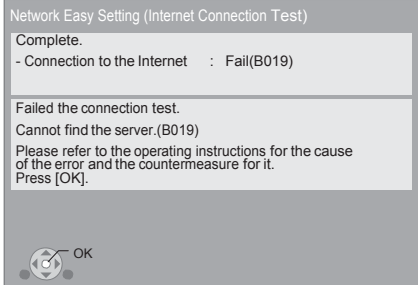 Network Easy Setting (Internet Connection Test)
Complete.
- Connection to the Internet : Fail(B019)
Failed the connection test.
Cannot find the server.(B019)
Please refer to the operating instructions for the cause
of the error and the countermeasure for it.
Press [OK].
OK